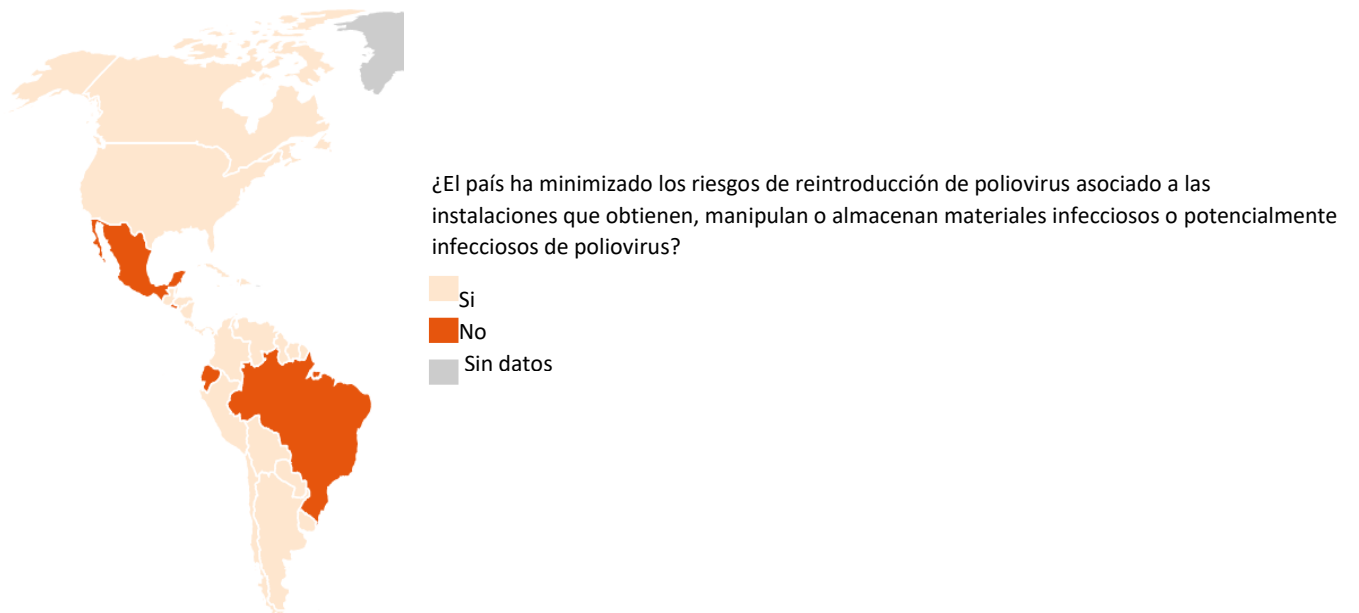 ¿El país ha minimizado los riesgos de reintroducción de poliovirus asociado a las
instalaciones que obtienen, manipulan o almacenan materiales infecciosos o potencialmente
infecciosos de poliovirus?
Si
No
Sin datos